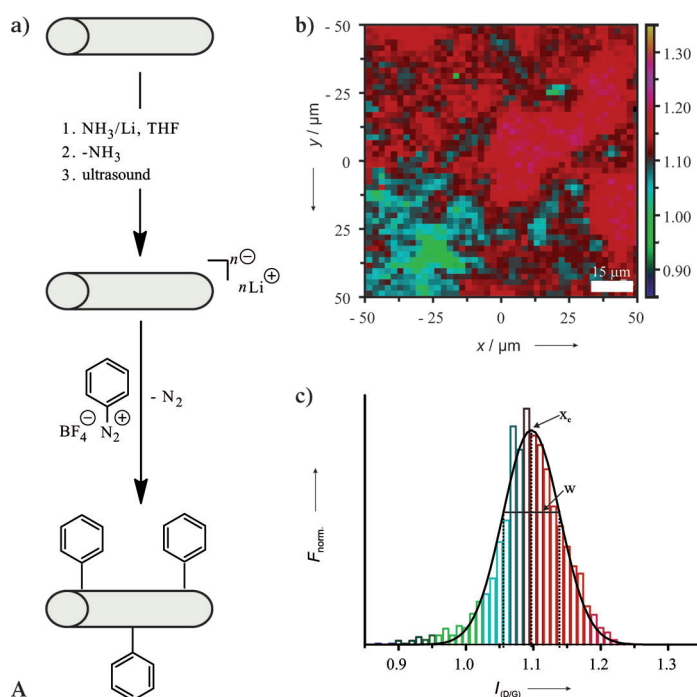 a)
1. NH₃/Li, THF
2. -NH₃
3. ultrasound
n⊖
nLi⊕
- N₂
BF₄⊖ N₂⊕
A
b)
- 50
- 25
0
25
50
y / µm
- 50
- 25
0
25
50
x / µm
15 µm
1.30
1.20
1.10
1.00
0.90
c)
xc
w
Fnorm.
0.9
1.0
1.1
1.2
1.3
I(D/G)